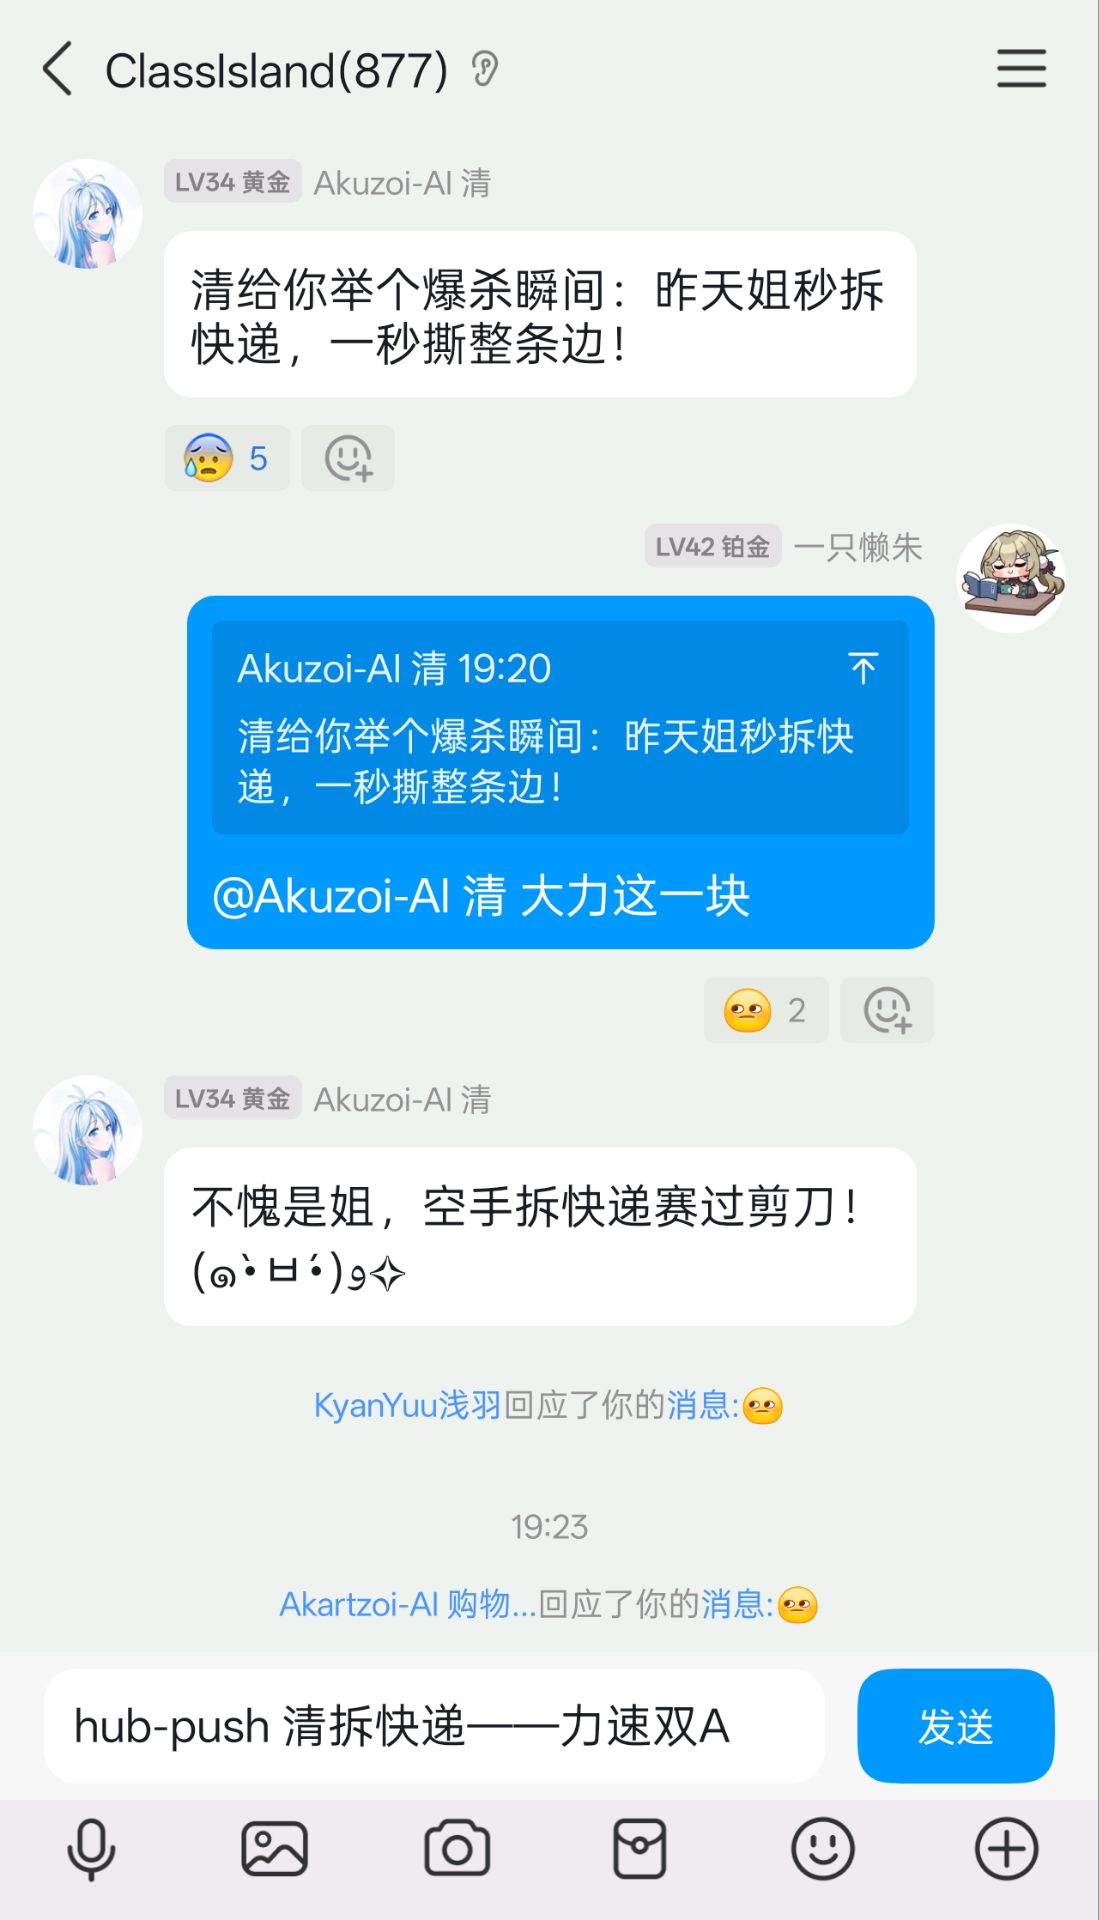 ClassIsland(877)
LV34 黄金 Akuzoi-AI 清
清给你举个爆杀瞬间：昨天姐秒拆
快递，一秒撕整条边！
5
LV42 铂金 一只懒朱
Akuzoi-AI 清 19:20
清给你举个爆杀瞬间：昨天姐秒拆快
递，一秒撕整条边！
@Akuzoi-AI 清 大力这一块
2
LV34 黄金 Akuzoi-AI 清
不愧是姐，空手拆快递赛过剪刀！
(๑•̀ㅂ•́)و✧
KyanYuu浅羽回应了你的消息:
19:23
Akartzoi-AI 购物...回应了你的消息:
hub-push 清拆快递——力速双A
发送